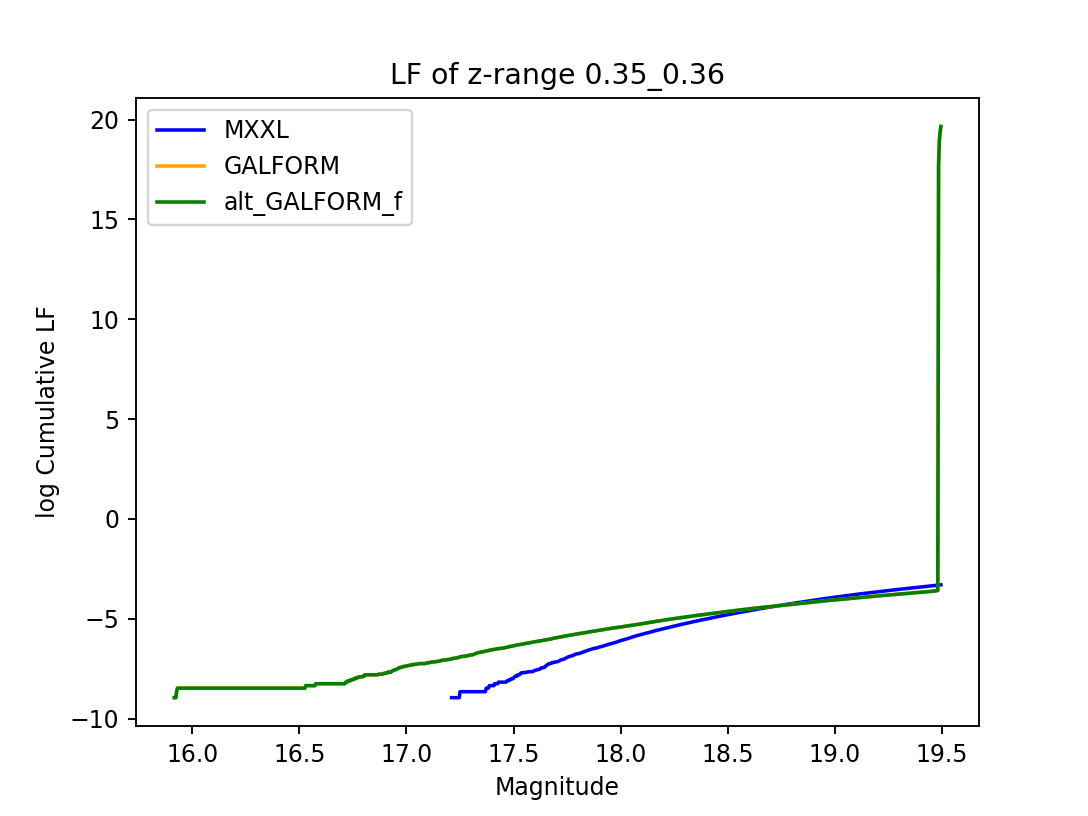 LF of z-range 0.35_0.36
MXXL
GALFORM
alt_GALFORM_f
log Cumulative LF
20
15
10
5
0
−5
−10
16.0 16.5 17.0 17.5 18.0 18.5 19.0 19.5
Magnitude